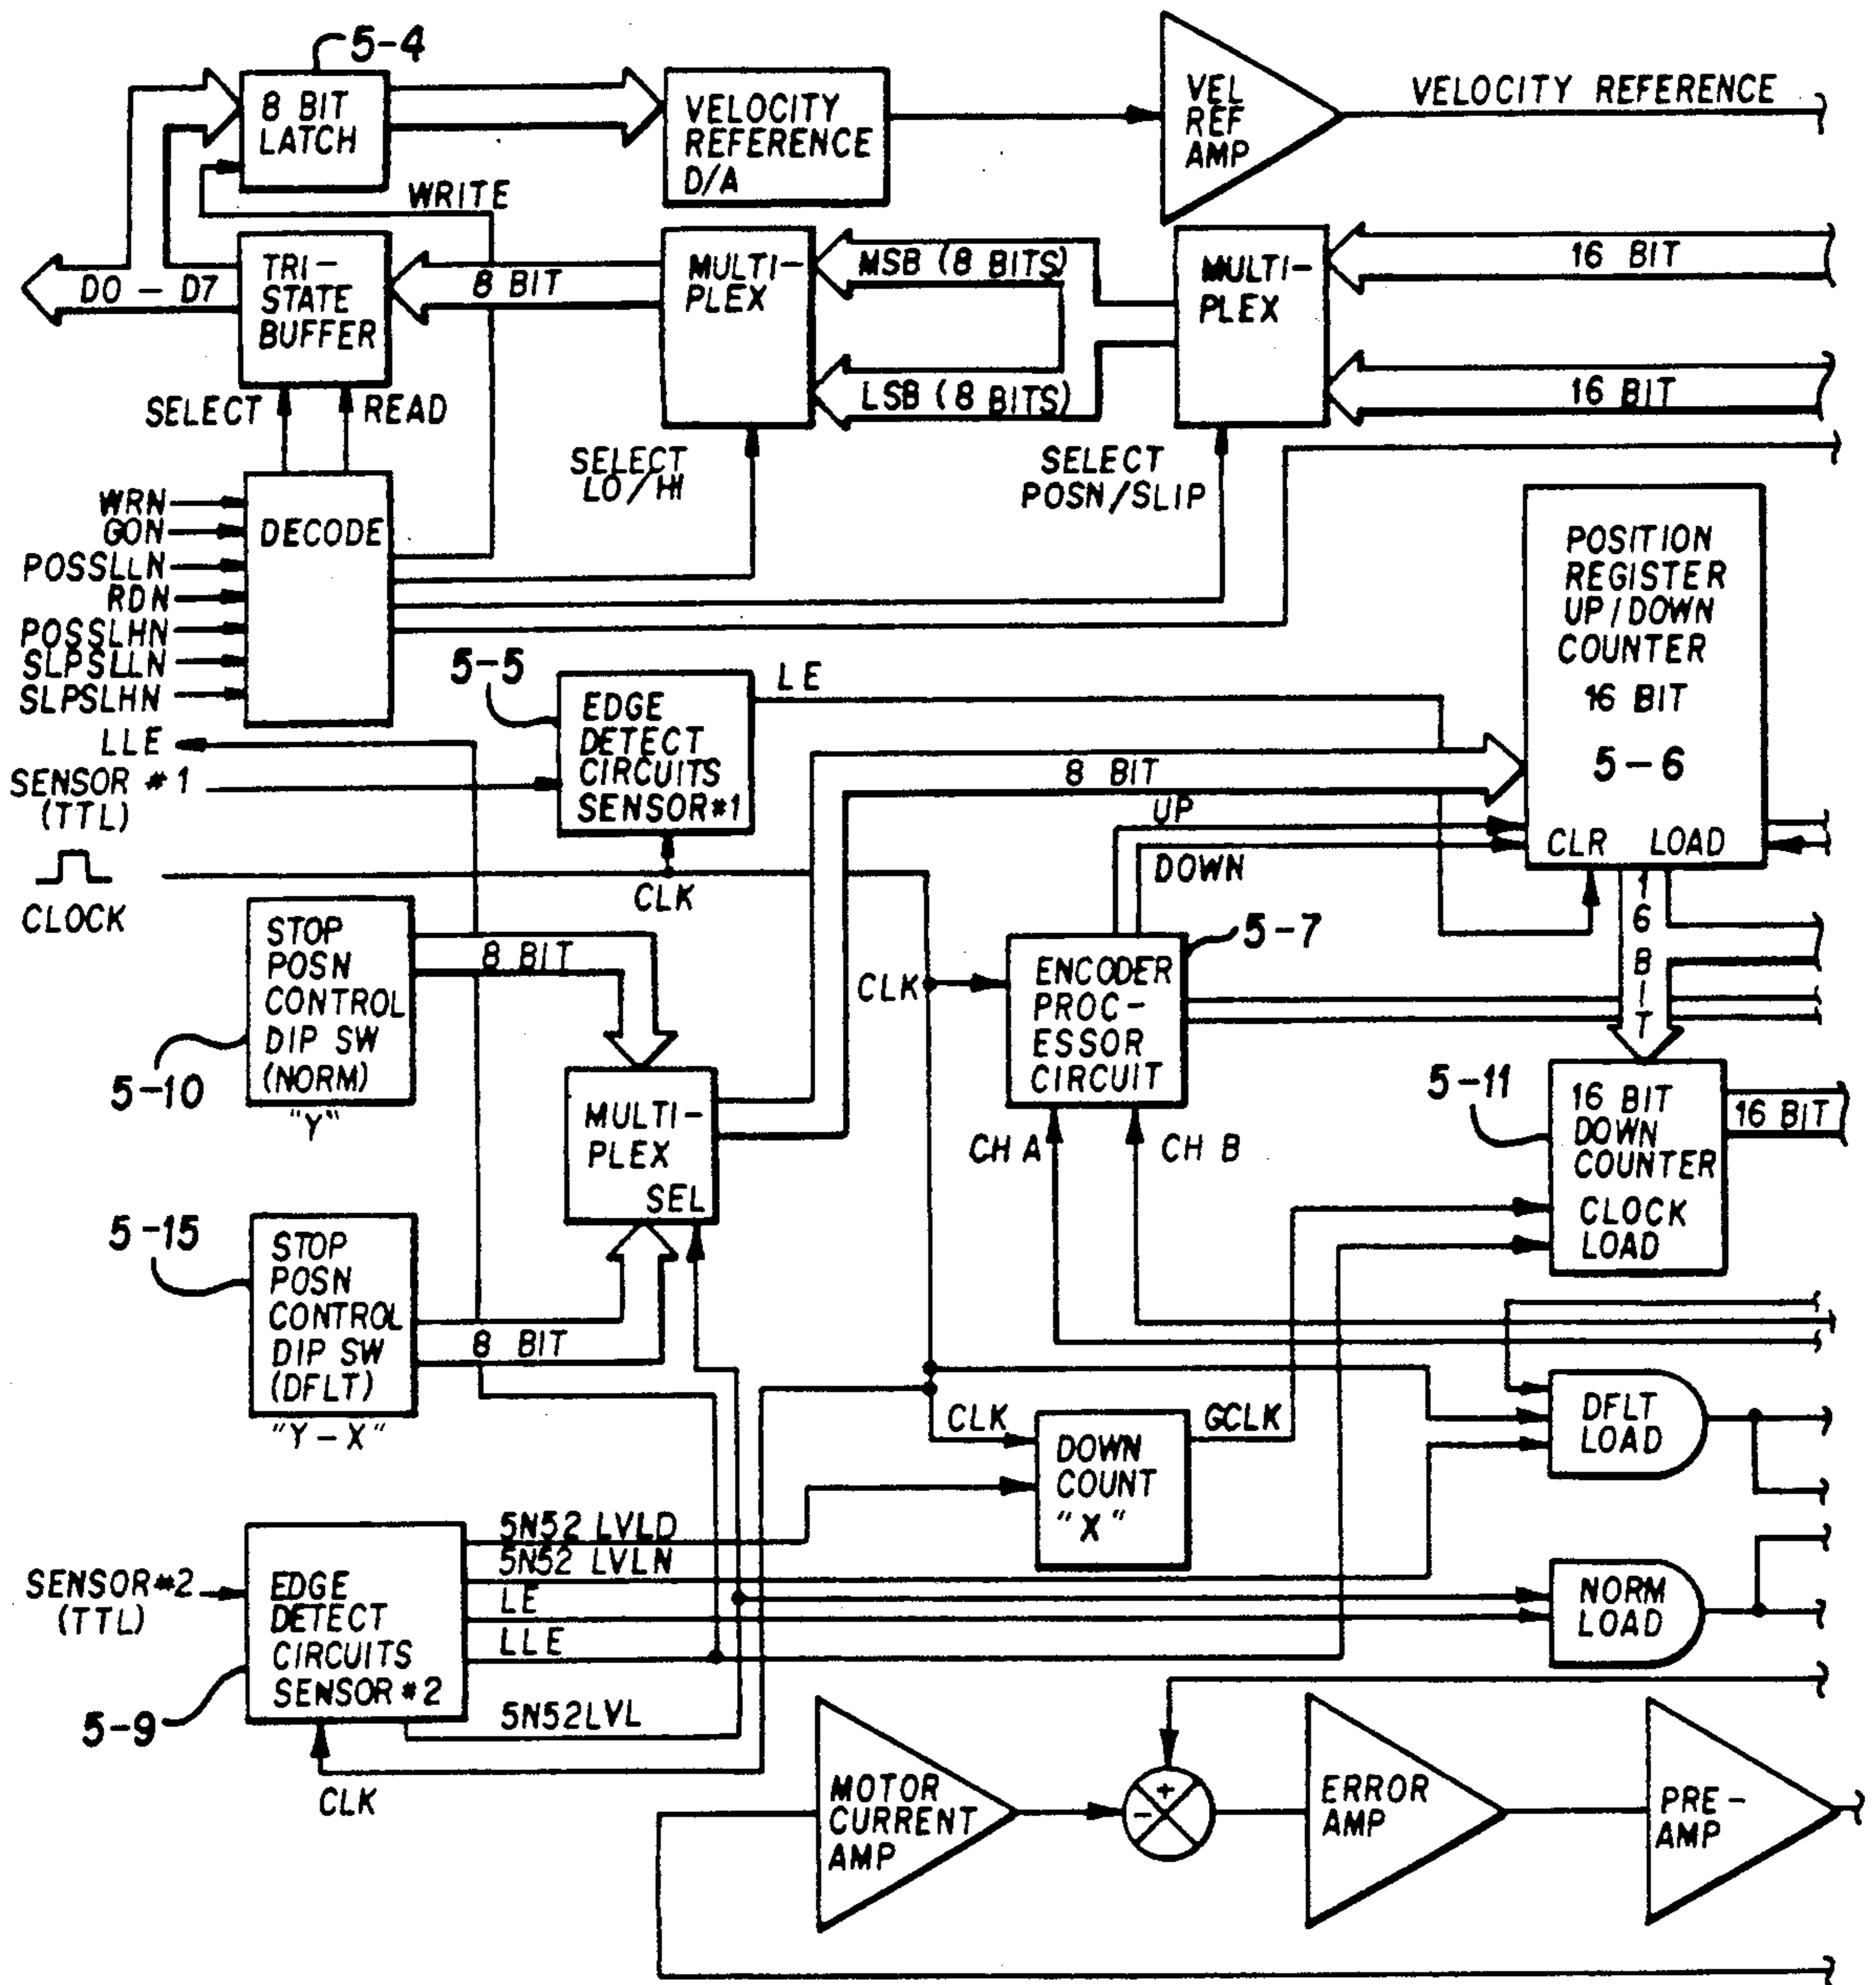 5-4
8 BIT
LATCH
VELOCITY
REFERENCE
D/A
VEL
REF
AMP
VELOCITY REFERENCE
WRITE
D0 - D7
TRI-
STATE
BUFFER
8 BIT
MULTI-
PLEX
MSB (8 BITS)
LSB (8 BITS)
MULTI-
PLEX
16 BIT
16 BIT
SELECT
READ
SELECT
LO/HI
SELECT
POSN/SLIP
WRN
GON
POSSLLN
RDN
POSSLHN
SLPSLLN
SLPSLHN
DECODE
POSITION
REGISTER
UP/DOWN
COUNTER
16 BIT
5-6
CLR LOAD
5-5
EDGE
DETECT
CIRCUITS
SENSOR#1
LE
LLE
SENSOR #1
(TTL)
CLOCK
CLK
8 BIT
UP
DOWN
16 BIT
STOP
POSN
CONTROL
DIP SW
(NORM)
"Y"
5-10
8 BIT
MULTI-
PLEX
SEL
CLK
ENCODER
PROC-
ESSOR
CIRCUIT
5-7
CH A
CH B
5-11
16 BIT
DOWN
COUNTER
CLOCK
LOAD
16 BIT
5-15
STOP
POSN
CONTROL
DIP SW
(DFLT)
"Y-X"
8 BIT
CLK
DOWN
COUNT
"X"
GCLK
DFLT
LOAD
SENSOR#2
(TTL)
EDGE
DETECT
CIRCUITS
SENSOR#2
5-9
5N52 LVLD
5N52 LVLN
LE
LLE
5N52LVL
CLK
NORM
LOAD
MOTOR
CURRENT
AMP
+
-
ERROR
AMP
PRE-
AMP